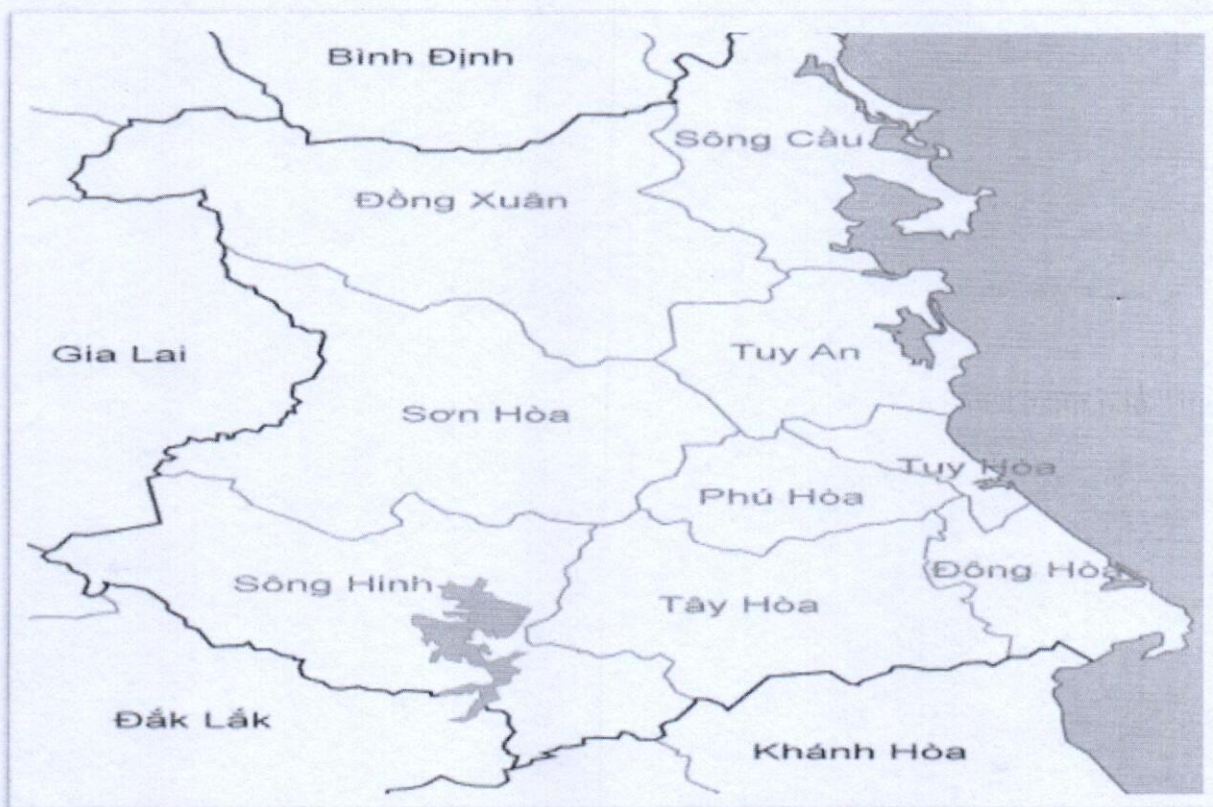 Bình Định
Sông Cầu
Đồng Xuân
Gia Lai
Tuy An
Sơn Hòa
Tuy Hòa
Phú Hòa
Sông Hinh
Đông Hòa
Tây Hòa
Đắk Lắk
Khánh Hòa